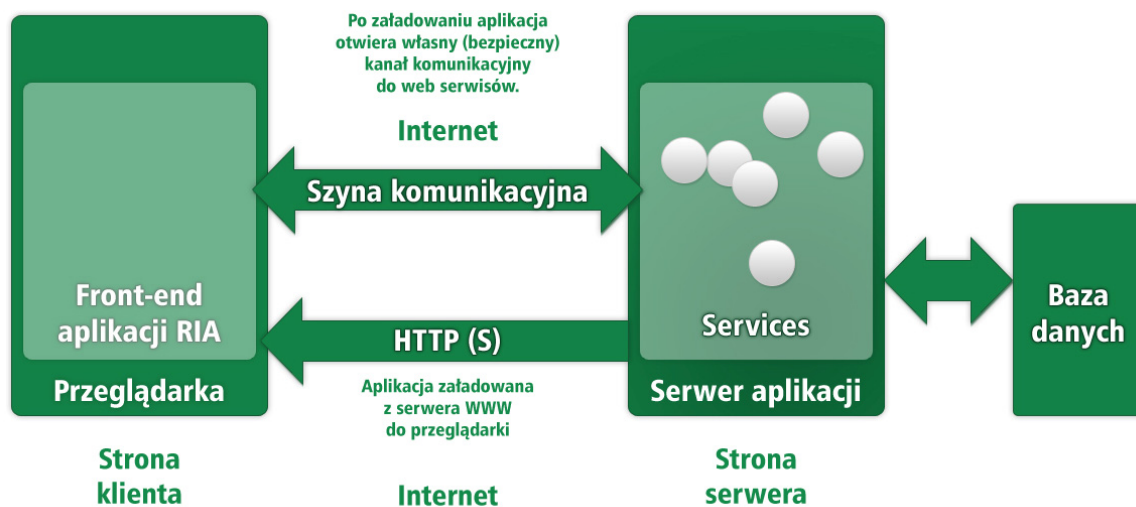 Po załadowaniu aplikacja
otwiera własny (bezpieczny)
kanał komunikacyjny
do web serwisów.
Internet
Szyna komunikacyjna
Front-end
aplikacji RIA
Przeglądarka
HTTP (S)
Services
Serwer aplikacji
Baza
danych
Aplikacja załadowana
z serwera WWW
do przeglądarki
Strona
klienta
Internet
Strona
serwera